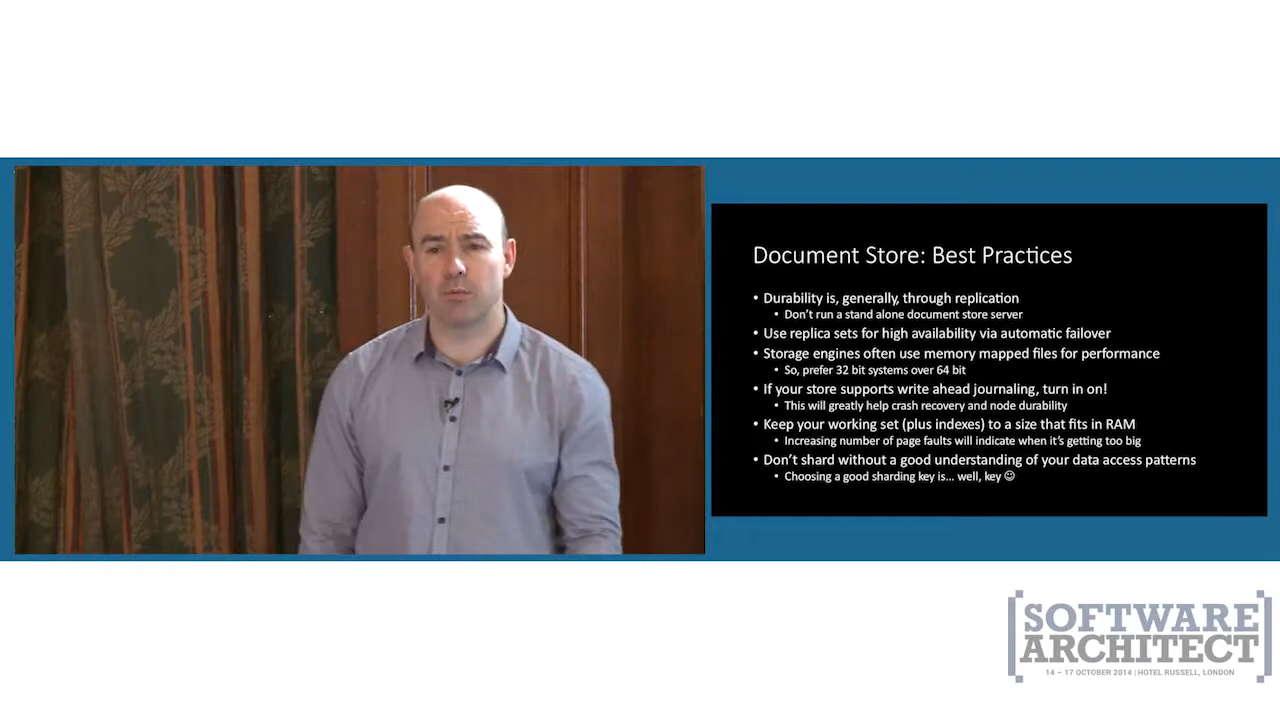 Document Store: Best Practices
• Durability is, generally, through replication
• Don't run a stand alone document store server
• Use replica sets for high availability via automatic failover
• Storage engines often use memory mapped files for performance
• So, prefer 32 bit systems over 64 bit
• If your store supports write ahead journaling, turn in on!
• This will greatly help crash recovery and node durability
• Keep your working set (plus indexes) to a size that fits in RAM
• Increasing number of page faults will indicate when it's getting too big
• Don't shard without a good understanding of your data access patterns
• Choosing a good sharding key is... well, key ☺
[SOFTWARE
ARCHITECT]
14 – 17 OCTOBER 2014 | HOTEL RUSSELL, LONDON